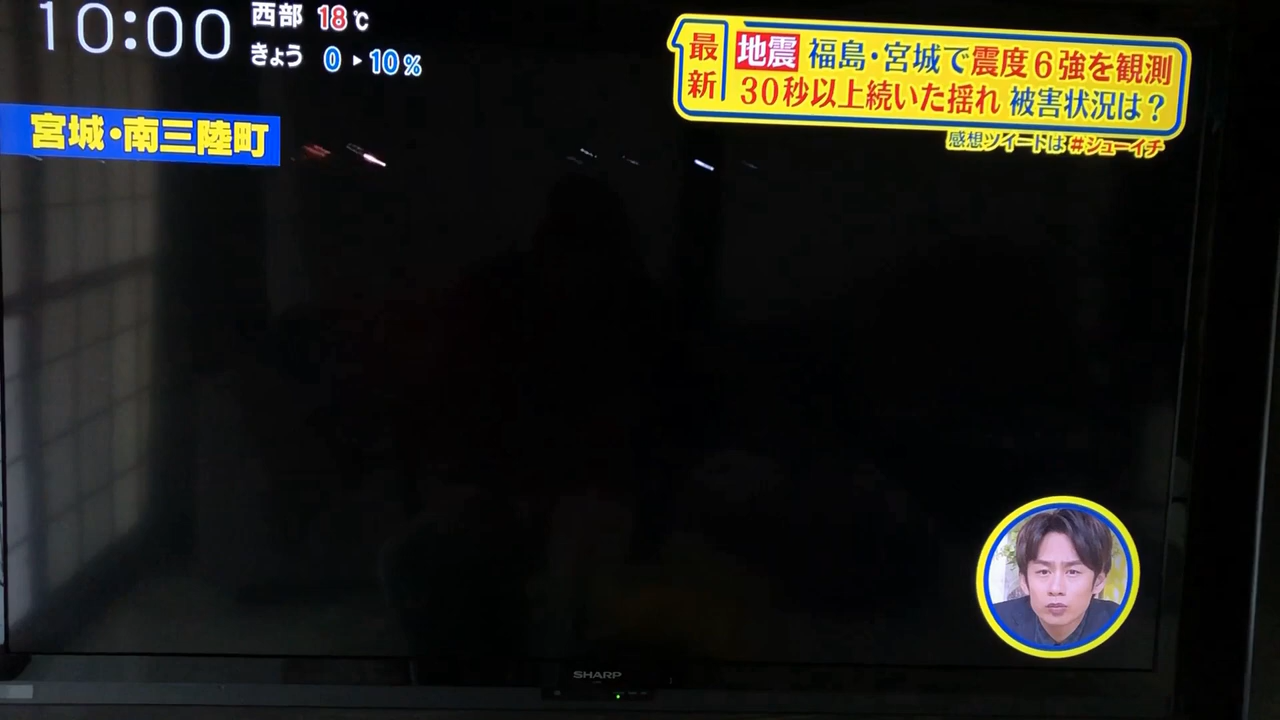 10:00
西部 18℃
きょう 0▶10%
宮城・南三陸町
最新
地震 福島・宮城で震度6強を観測
30秒以上続いた揺れ 被害状況は？
感想ツイートは #シューイチ
SHARP